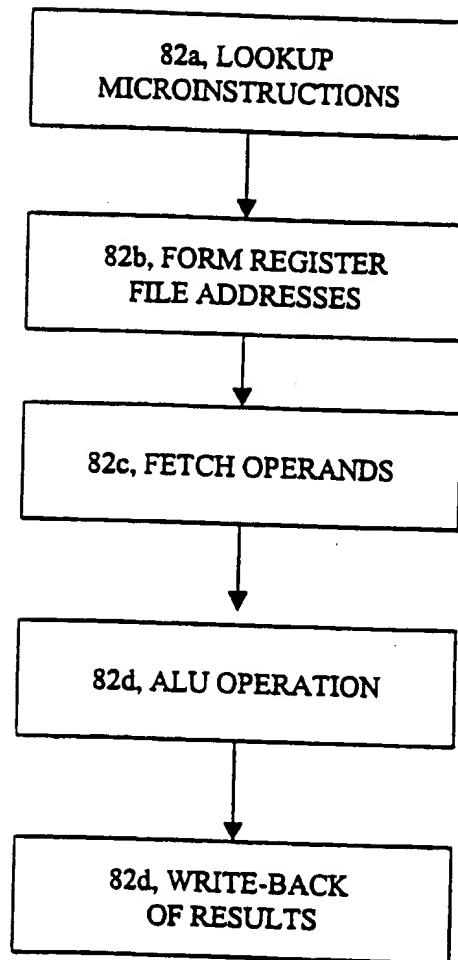 82a, LOOKUP
MICROINSTRUCTIONS
82b, FORM REGISTER
FILE ADDRESSES
82c, FETCH OPERANDS
82d, ALU OPERATION
82d, WRITE-BACK
OF RESULTS